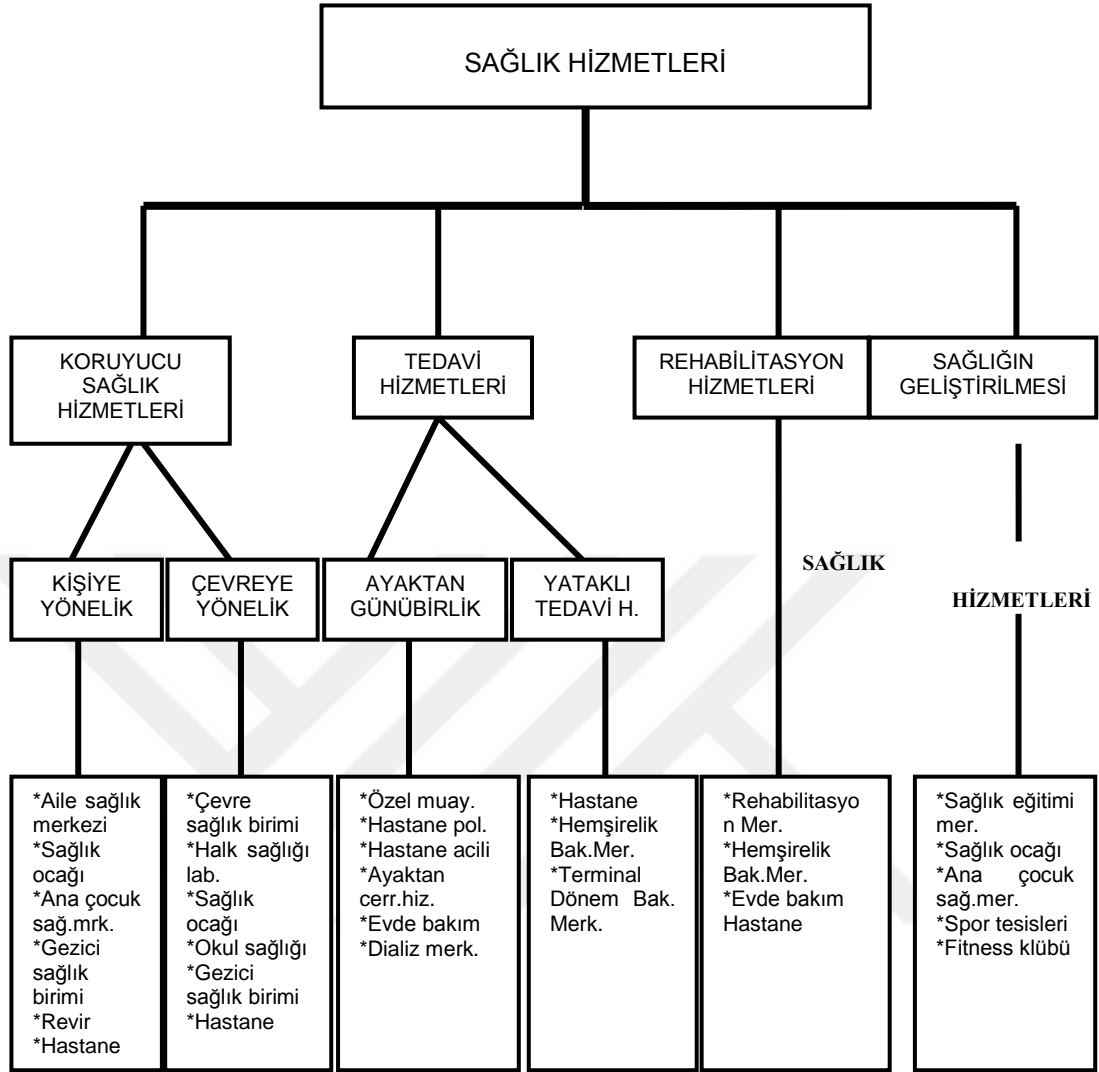 SAĞLIK HİZMETLERİ
KORUYUCU
SAĞLIK
HİZMETLERİ
TEDAVİ
HİZMETLERİ
REHABİLİTASYON
HİZMETLERİ
SAĞLIĞIN
GELİŞTİRİLMESİ
KİŞİYE
YÖNELİK
ÇEVREYE
YÖNELİK
AYAKTAN
GÜNÜBİRLİK
YATAKLI
TEDAVİ H.
SAĞLIK
HİZMETLERİ
*Aile sağlık
merkezi
*Sağlık
ocağı
*Ana çocuk
sağ.mrk.
*Gezici
sağlık
birimi
*Revir
*Hastane
*Çevre
sağlık birimi
*Halk sağlığı
lab.
*Sağlık
ocağı
*Okul sağlığı
*Gezici
sağlık birimi
*Hastane
*Özel muay.
*Hastane pol.
*Hastane acili
*Ayaktan
cerr.hiz.
*Evde bakım
*Dializ merk.
*Hastane
*Hemşirelik
Bak.Mer.
*Terminal
Dönem Bak.
Merk.
*Rehabilitasyo
n Mer.
*Hemşirelik
Bak.Mer.
*Evde bakım
Hastane
*Sağlık eğitimi
mer.
*Sağlık ocağı
*Ana çocuk
sağ.mer.
*Spor tesisleri
*Fitness klübü